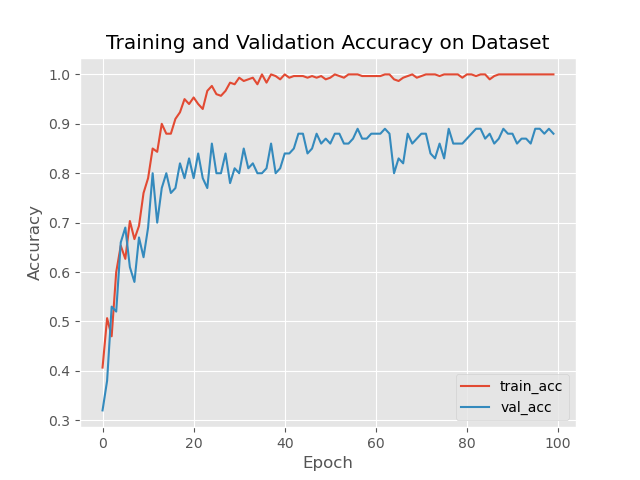 Training and Validation Accuracy on Dataset
1.0
0.9
0.8
0.7
0.6
0.5
0.4
0.3
Accuracy
train_acc
val_acc
0 20 40 60 80 100
Epoch